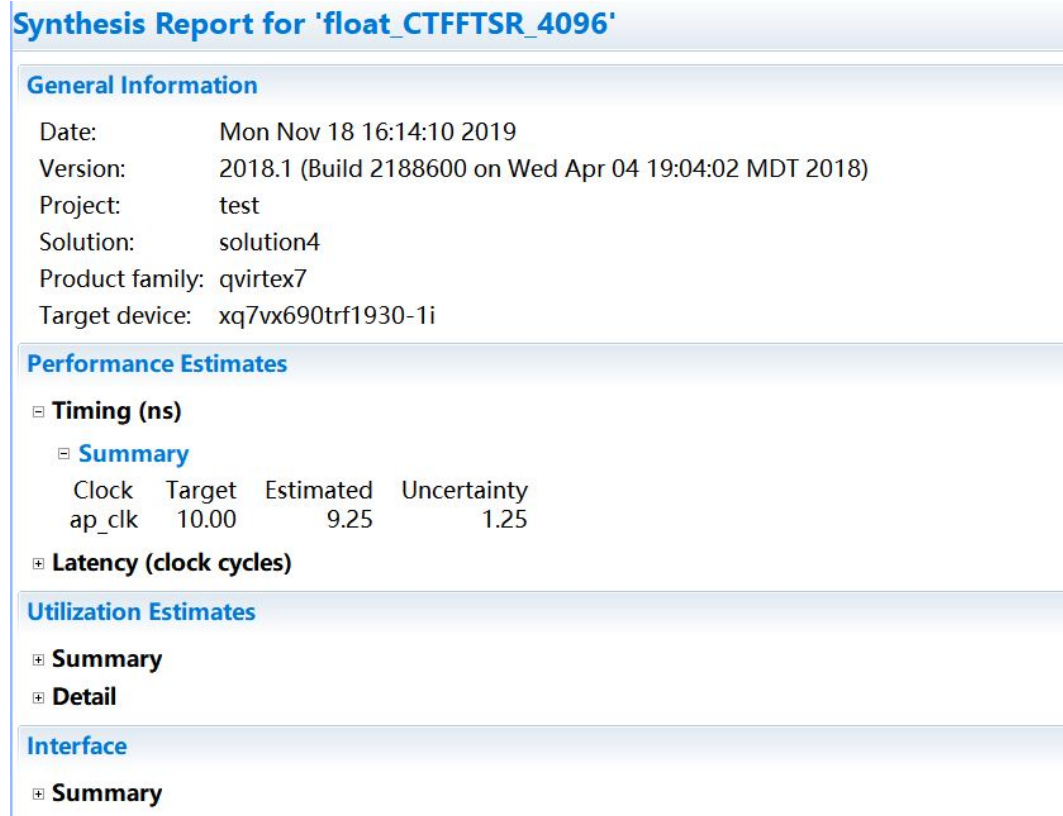 Synthesis Report for 'float_CTFFTSR_4096'
General Information
Date: Mon Nov 18 16:14:10 2019
Version: 2018.1 (Build 2188600 on Wed Apr 04 19:04:02 MDT 2018)
Project: test
Solution: solution4
Product family: qvirtex7
Target device: xq7vx690trf1930-1i
Performance Estimates
Timing (ns)
Summary
Clock Target Estimated Uncertainty
ap_clk 10.00 9.25 1.25
Latency (clock cycles)
Utilization Estimates
Summary
Detail
Interface
Summary